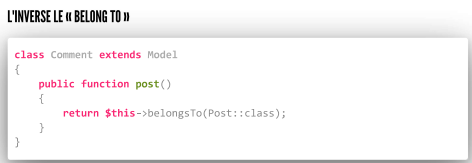 L'INVERSE LE « BELONG TO »
class Comment extends Model
{
    public function post()
    {
        return $this->belongsTo(Post::class);
    }
}